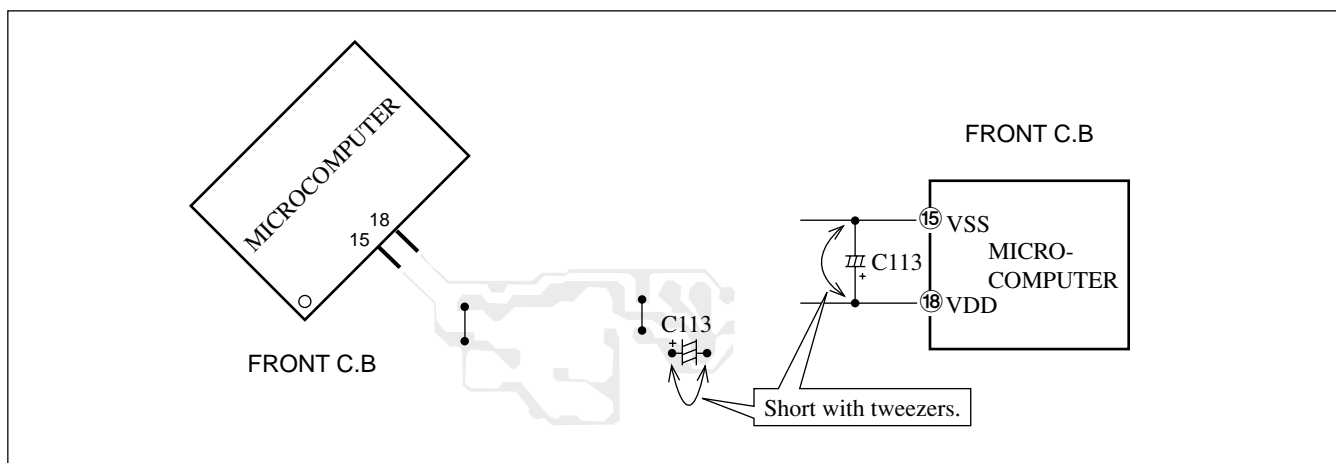 MICROCOMPUTER
18
15
FRONT C.B
C113
+
Short with tweezers.
FRONT C.B
15 VSS
C113
+
MICRO-
COMPUTER
18 VDD